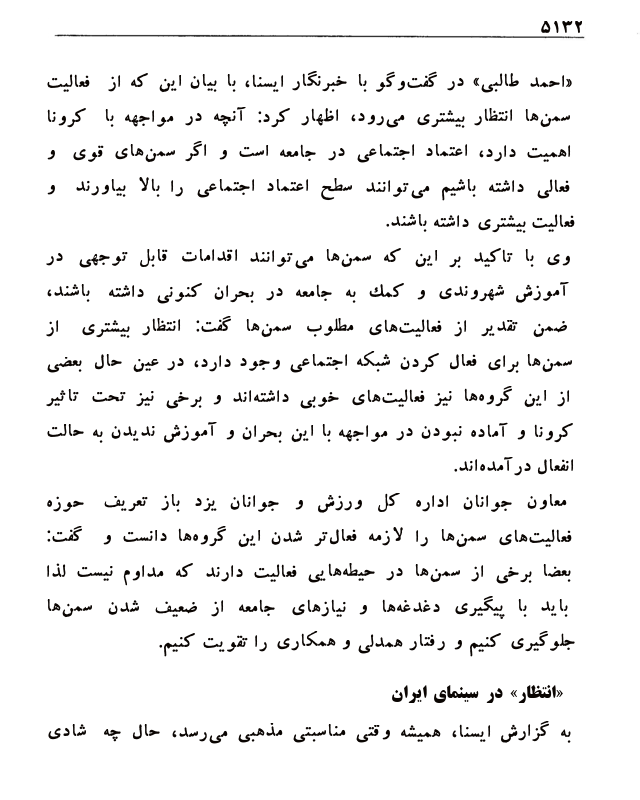 ۵۱۳۲
«احمد طالبی» در گفت‌وگو با خبرنگار ایسنا، با بیان این که از فعالیت
سمن‌ها انتظار بیشتری می‌رود، اظهار کرد: آنچه در مواجهه با کرونا
اهمیت دارد، اعتماد اجتماعی در جامعه است و اگر سمن‌های قوی و
فعالی داشته باشیم می‌توانند سطح اعتماد اجتماعی را بالا بیاورند و
فعالیت بیشتری داشته باشند.
وی با تاکید بر این که سمن‌ها می‌توانند اقدامات قابل توجهی در
آموزش شهروندی و کمک به جامعه در بحران کنونی داشته باشند،
ضمن تقدیر از فعالیت‌های مطلوب سمن‌ها گفت: انتظار بیشتری از
سمن‌ها برای فعال کردن شبکه اجتماعی وجود دارد، در عین حال بعضی
از این گروه‌ها نیز فعالیت‌های خوبی داشته‌اند و برخی نیز تحت تاثیر
کرونا و آماده نبودن در مواجهه با این بحران و آموزش ندیدن به حالت
انفعال درآمده‌اند.
معاون جوانان اداره کل ورزش و جوانان یزد باز تعریف حوزه
فعالیت‌های سمن‌ها را لازمه فعال‌تر شدن این گروه‌ها دانست و گفت:
بعضا برخی از سمن‌ها در حیطه‌هایی فعالیت دارند که مداوم نیست لذا
باید با پیگیری دغدغه‌ها و نیازهای جامعه از ضعیف شدن سمن‌ها
جلوگیری کنیم و رفتار همدلی و همکاری را تقویت کنیم.
«انتظار» در سینمای ایران
به گزارش ایسنا، همیشه وقتی مناسبتی مذهبی می‌رسد، حال چه شادی